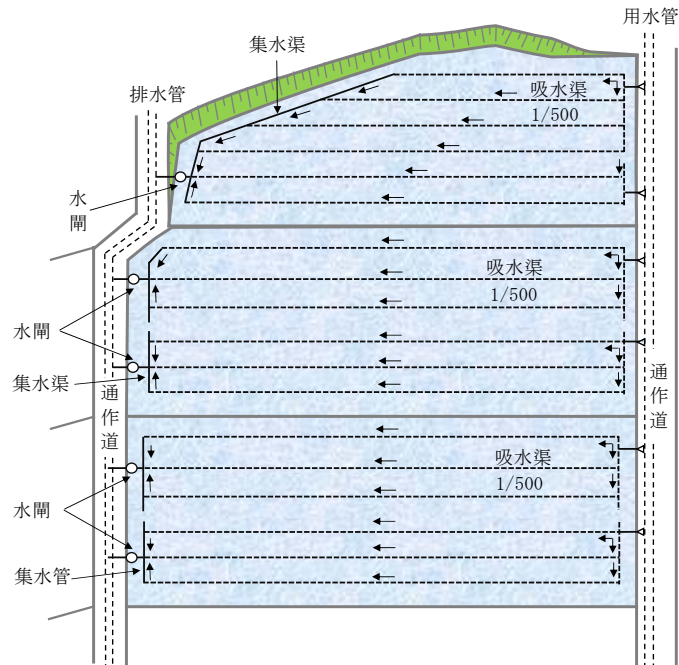 用水管
集水渠
排水管
吸水渠
1/500
水
閘
吸水渠
1/500
水閘
集水渠
通
作
道
通
作
道
吸水渠
1/500
水閘
集水管